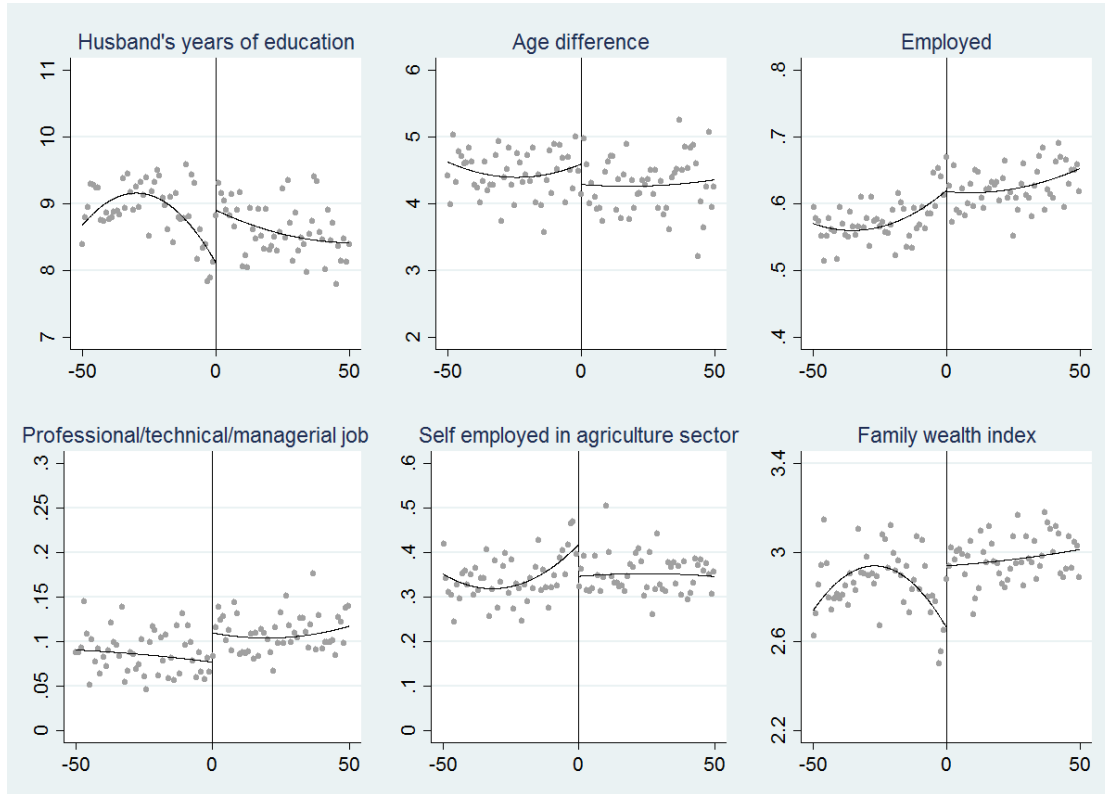 Husband's years of education
Age difference
Employed
7 8 9 10 11
-50 0 50
2 3 4 5 6
-50 0 50
.4 .5 .6 .7 .8
-50 0 50
Professional/technical/managerial job
Self employed in agriculture sector
Family wealth index
0 .05 .1 .15 .2 .25 .3
-50 0 50
0 .1 .2 .3 .4 .5 .6
-50 0 50
2.2 2.6 3 3.4
-50 0 50